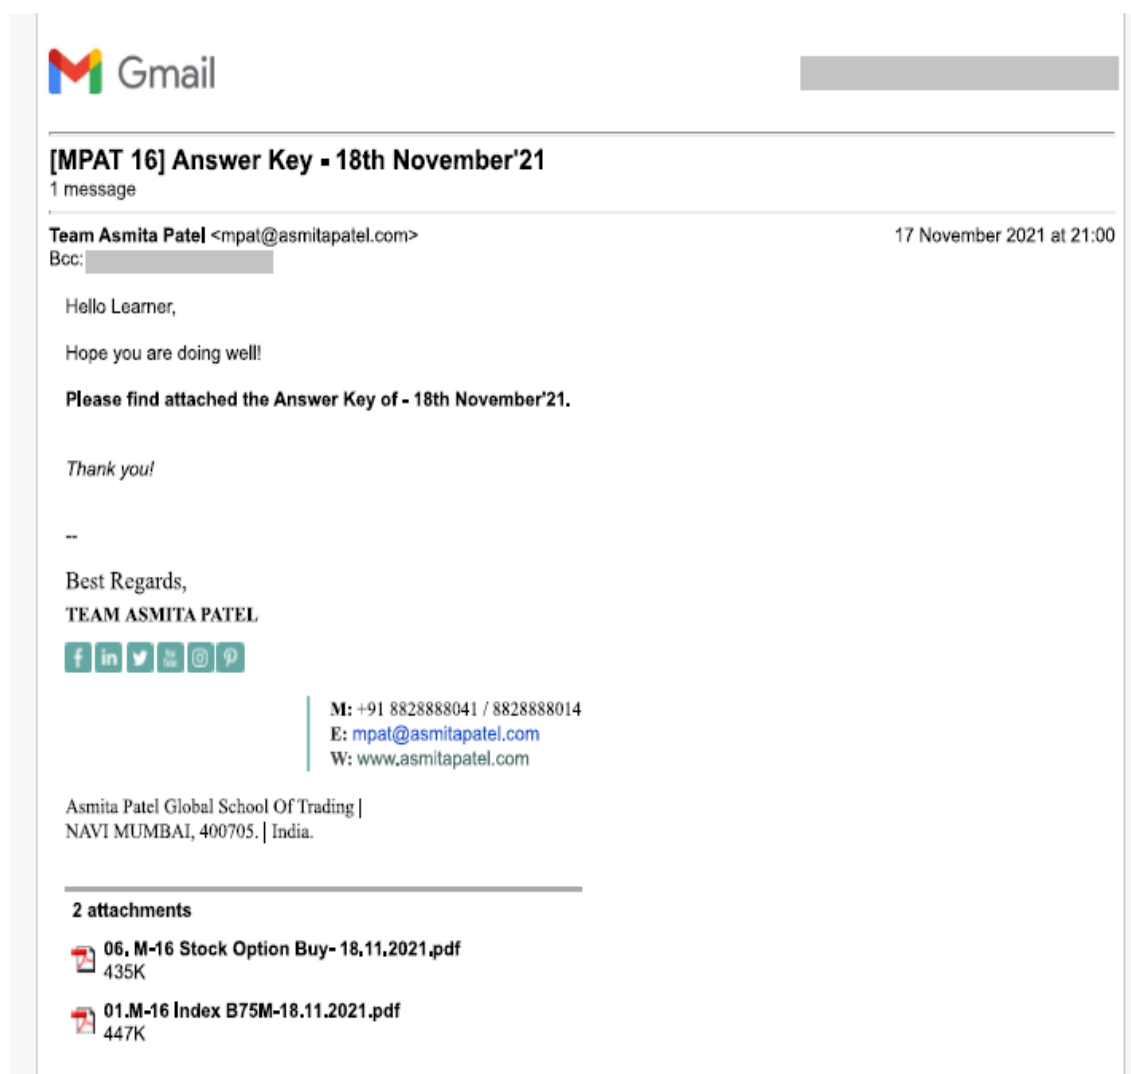 Gmail
[MPAT 16] Answer Key - 18th November'21
1 message
Team Asmita Patel <mpat@asmitapatel.com> 17 November 2021 at 21:00
Bcc:
Hello Learner,
Hope you are doing well!
Please find attached the Answer Key of - 18th November'21.
Thank you!
--
Best Regards,
TEAM ASMITA PATEL
M: +91 8828888041 / 8828888014
E: mpat@asmitapatel.com
W: www.asmitapatel.com
Asmita Patel Global School Of Trading |
NAVI MUMBAI, 400705. | India.
2 attachments
06. M-16 Stock Option Buy- 18.11.2021.pdf
435K
01.M-16 Index B75M-18.11.2021.pdf
447K